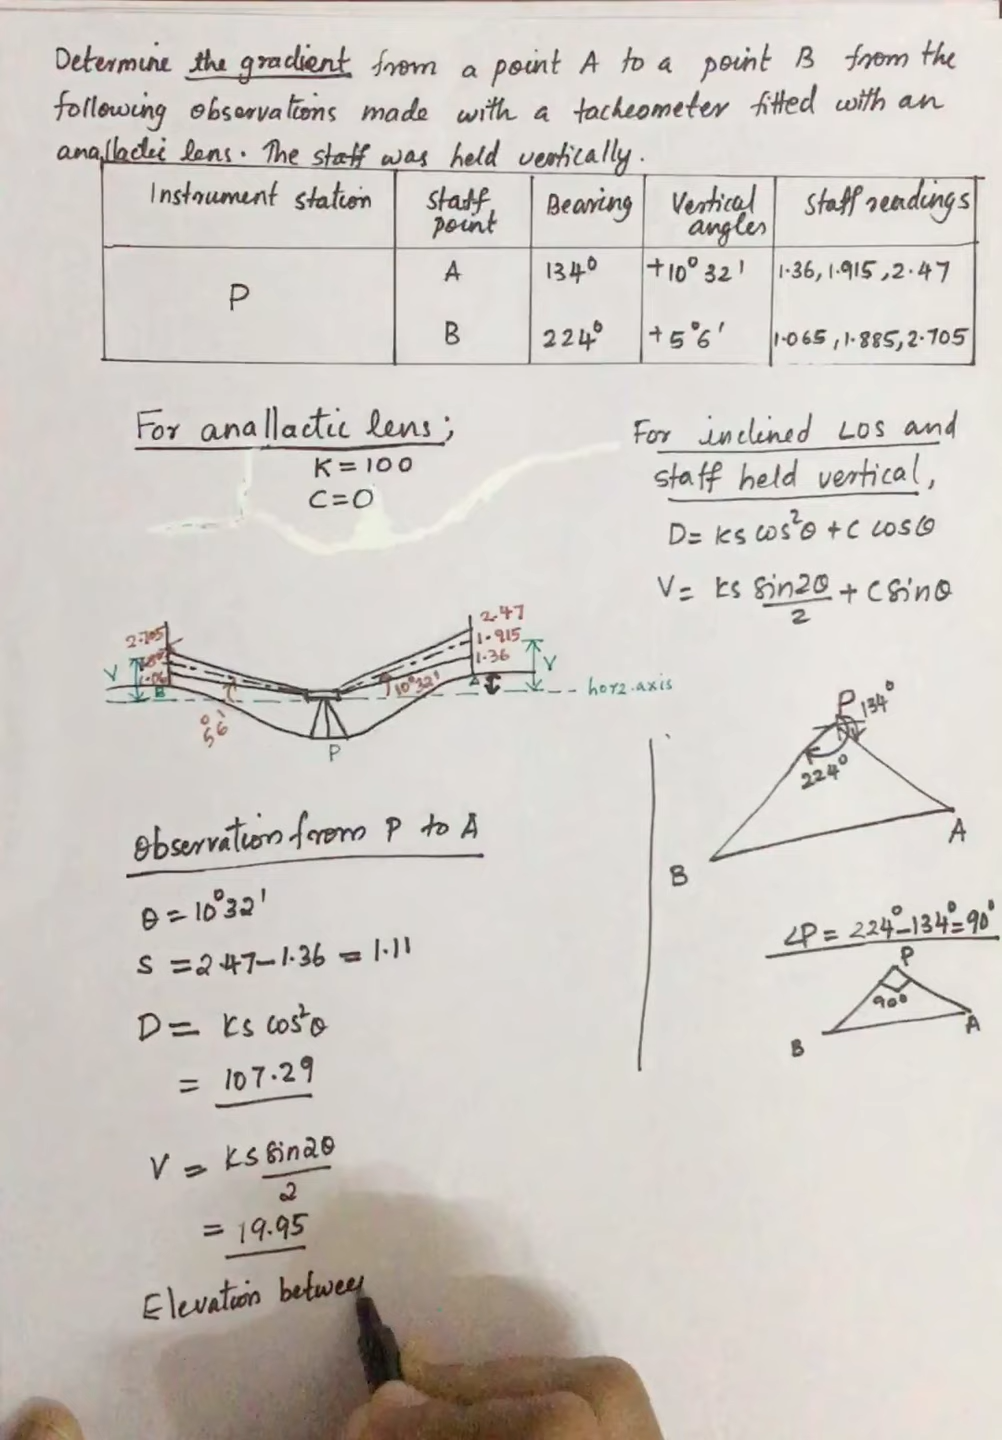 Determine the gradient from a point A to a point B from the
following observations made with a tacheometer fitted with an
anallactic lens. The staff was held vertically.
Instrument station Staff point Bearing Vertical angles Staff readings
P A 134° +10°32' 1.36, 1.915, 2.47
B 224° +5°6' 1.065, 1.885, 2.705
For anallactic lens;
K=100
C=0
For inclined LOS and
staff held vertical,
D= KS cos²θ + C cosθ
V= KS sin2θ/2 + C sinθ
2.705
V
B
5°6'
P
2.47
1.915
1.36
10°32'
A
V
horz.axis
P 134°
224°
B
A
∠P = 224°-134°=90°
P
90°
B
A
Observation from P to A
θ = 10°32'
S = 2.47-1.36 = 1.11
D = KS cos²θ
= 107.29
V = KS sin2θ/2
= 19.95
Elevation between